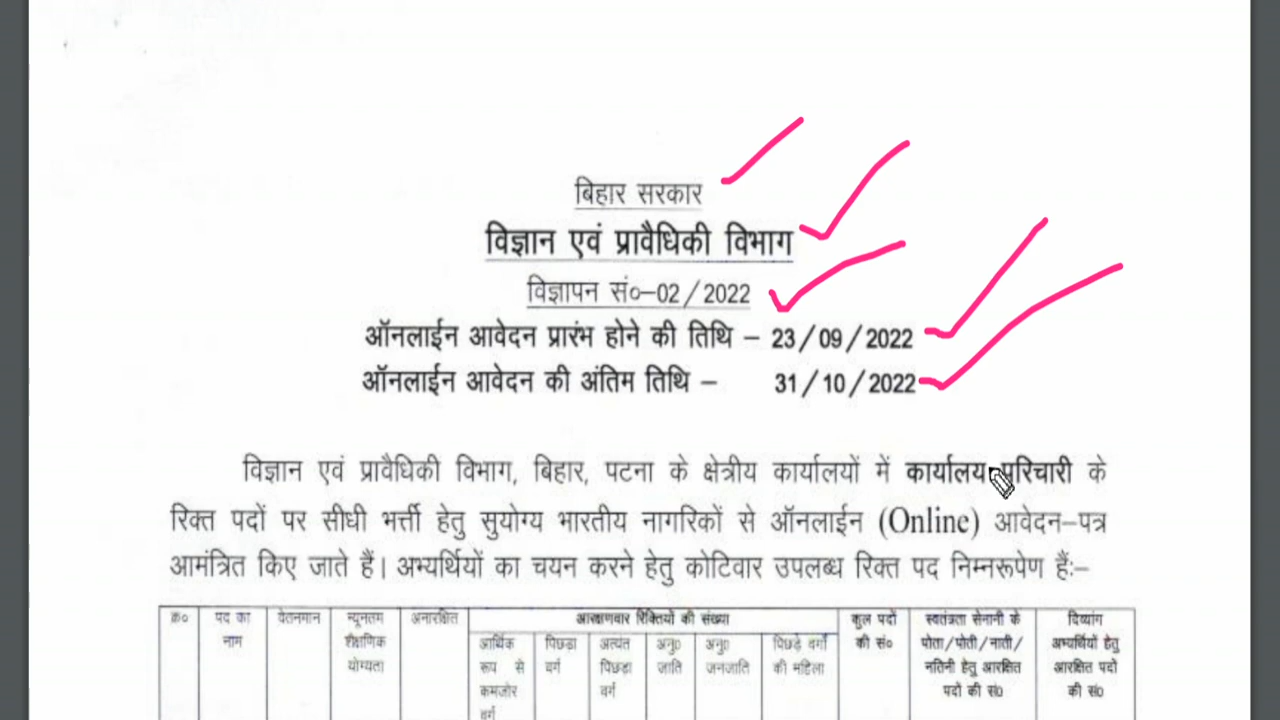 बिहार सरकार
विज्ञान एवं प्रावैधिकी विभाग
विज्ञापन सं०–02/2022
ऑनलाईन आवेदन प्रारंभ होने की तिथि – 23/09/2022
ऑनलाईन आवेदन की अंतिम तिथि – 31/10/2022
विज्ञान एवं प्रावैधिकी विभाग, बिहार, पटना के क्षेत्रीय कार्यालयों में कार्यालय परिचारी के
रिक्त पदों पर सीधी भर्त्ती हेतु सुयोग्य भारतीय नागरिकों से ऑनलाईन (Online) आवेदन–पत्र
आमंत्रित किए जाते हैं। अभ्यर्थियों का चयन करने हेतु कोटिवार उपलब्ध रिक्त पद निम्नरूपेण हैं:–
क्र० पद का नाम वेतनमान न्यूनतम शैक्षणिक योग्यता अनारक्षित आरक्षणवार रिक्तियों की संख्या कुल पदों की सं० स्वतंत्रता सेनानी के पोता/पोती/नाती/नतिनी हेतु आरक्षित पदों की सं० दिव्यांग अभ्यर्थियों हेतु आरक्षित पदों की सं०
आर्थिक रूप से कमजोर वर्ग पिछड़ा वर्ग अत्यंत पिछड़ा वर्ग अनु० जाति अनु० जनजाति पिछड़े वर्गों की महिला